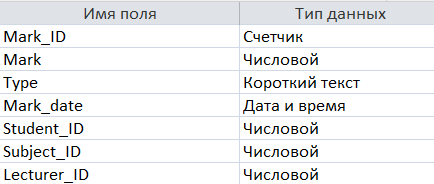 Имя поля Тип данных
Mark_ID Счетчик
Mark Числовой
Type Короткий текст
Mark_date Дата и время
Student_ID Числовой
Subject_ID Числовой
Lecturer_ID Числовой